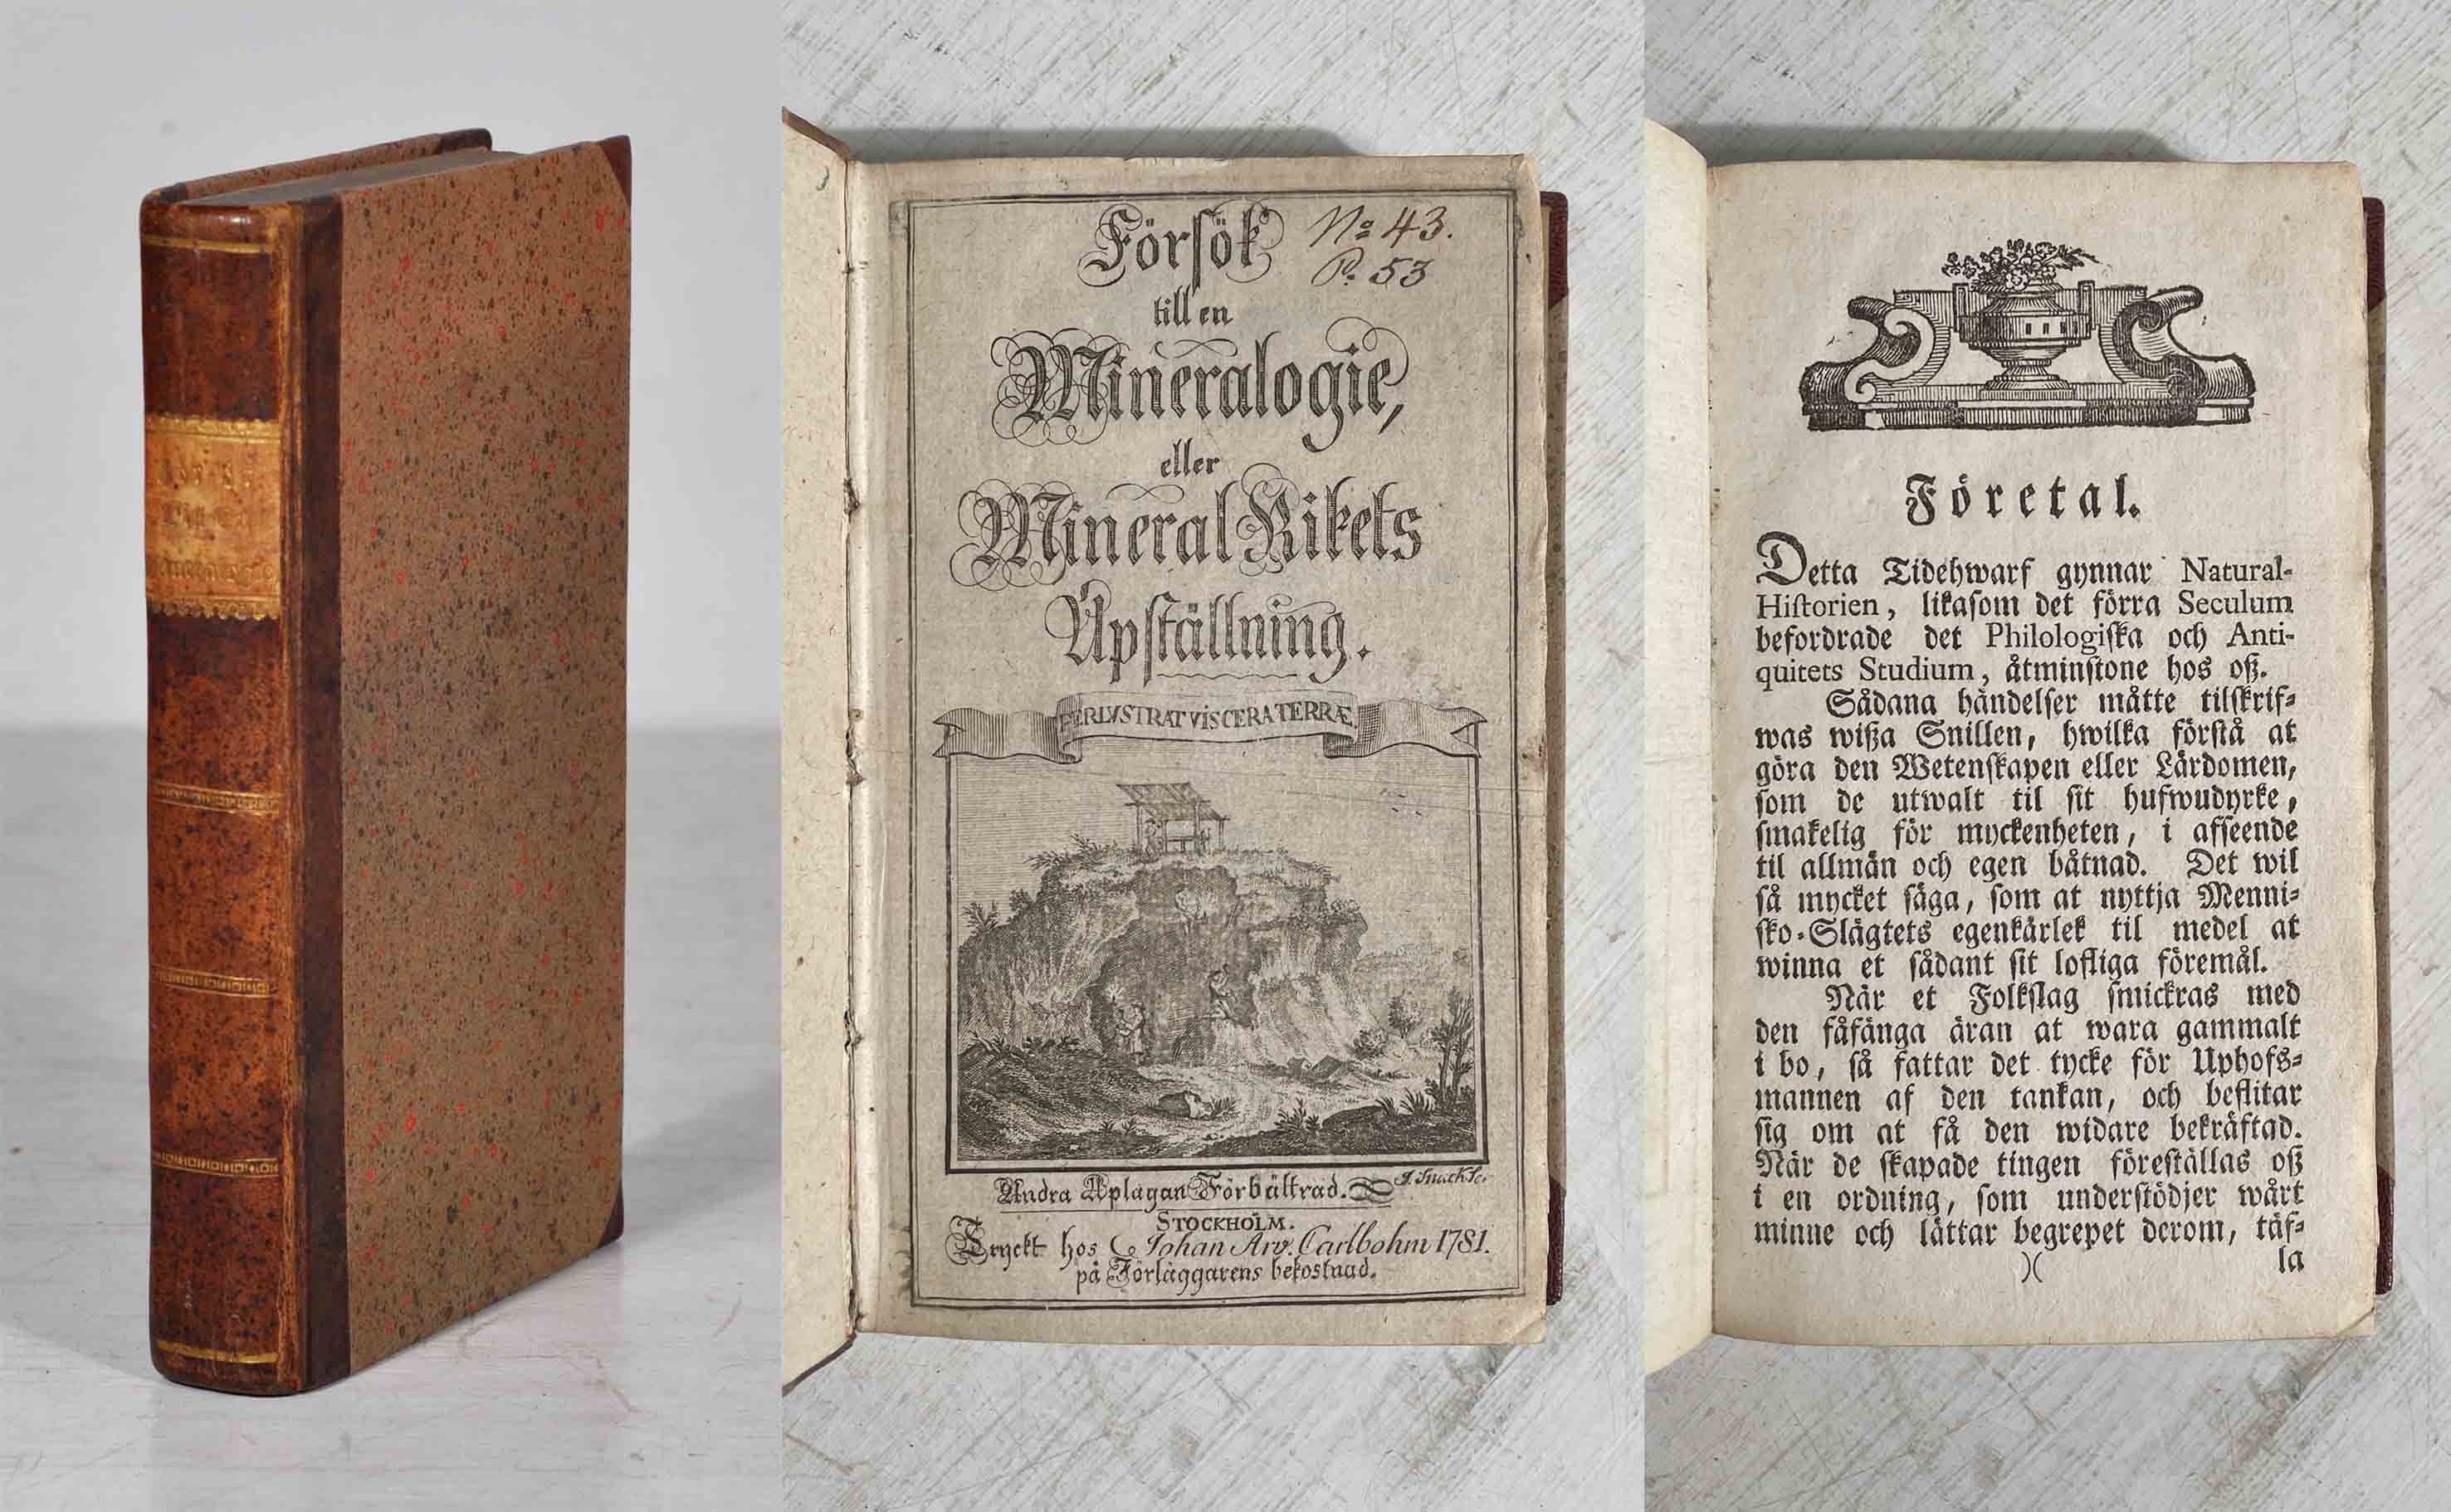 Försök
No 43.
P. 53
till en
Mineralogie,
eller
Mineral Rikets
Upställning.
PERLVSTRAT VISCERA TERRÆ
Andra Uplagan Förbättrad.
J. Snack Sc.
STOCKHOLM.
Tryckt hos Johan Arv. Carlbohm 1781.
på Förläggarens bekostnad.
Företal.
Detta Tidehwarf gynnar Natural-
Hiſtorien, likaſom det förra Seculum
befordrade det Philologiſka och Anti-
quitets Studium, åtminſtone hos oß.
Sådana händelſer måtte tilſkrif-
was wißa Snillen, hwilka förſtå at
göra den Wetenſkapen eller Lärdomen,
ſom de utwalt til ſit hufwudyrke,
ſmakelig för myckenheten, i afſeende
til allmän och egen båtnad. Det wil
ſå mycket ſäga, ſom at nyttja Menni-
ſko-Slägtets egenkärlek til medel at
winna et ſådant ſit lofliga föremål.
När et Folkſlag ſmickras med
den fåfänga äran at wara gammalt
i bo, ſå fattar det tycke för Uphofs-
mannen af den tankan, och beflitar
ſig om at få den widare bekräftad.
När de ſkapade tingen föreſtällas oß
i en ordning, ſom underſtödjer wårt
minne och lättar begrepet derom, täf-
)(
la